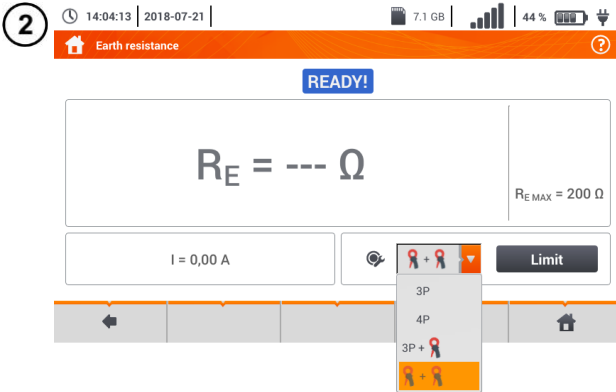 2
14:04:13 2018-07-21 7.1 GB 44 %
Earth resistance ?
READY!
RE = --- Ω
RE MAX = 200 Ω
I = 0,00 A + Limit
3P
4P
3P +
+